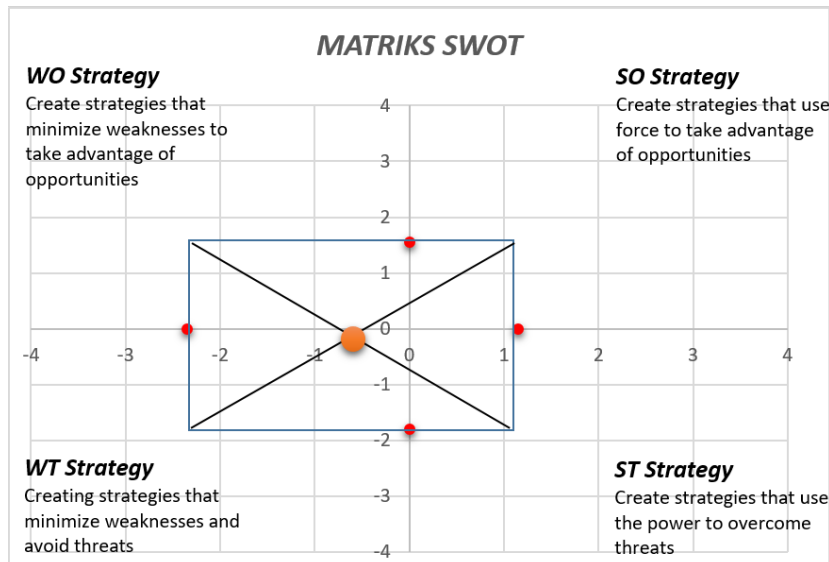 MATRIKS SWOT
WO Strategy
Create strategies that
minimize weaknesses to
take advantage of
opportunities
SO Strategy
Create strategies that use
force to take advantage
of opportunities
4
3
2
1
0
-1
-2
-3
-4
-4
-3
-2
-1
0
1
2
3
4
WT Strategy
Creating strategies that
minimize weaknesses and
avoid threats
ST Strategy
Create strategies that use
the power to overcome
threats